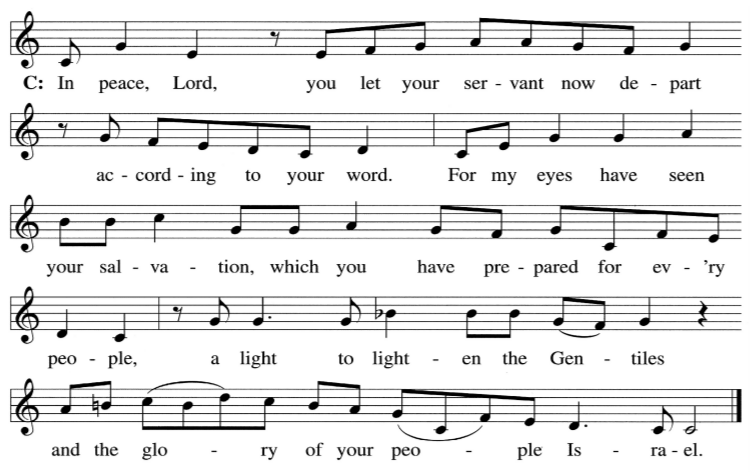 C: In peace, Lord, you let your ser - vant now de - part
ac - cord - ing to your word. For my eyes have seen
your sal - va - tion, which you have pre - pared for ev - 'ry
peo - ple, a light to light - en the Gen - tiles
and the glo - ry of your peo - ple Is - ra - el.